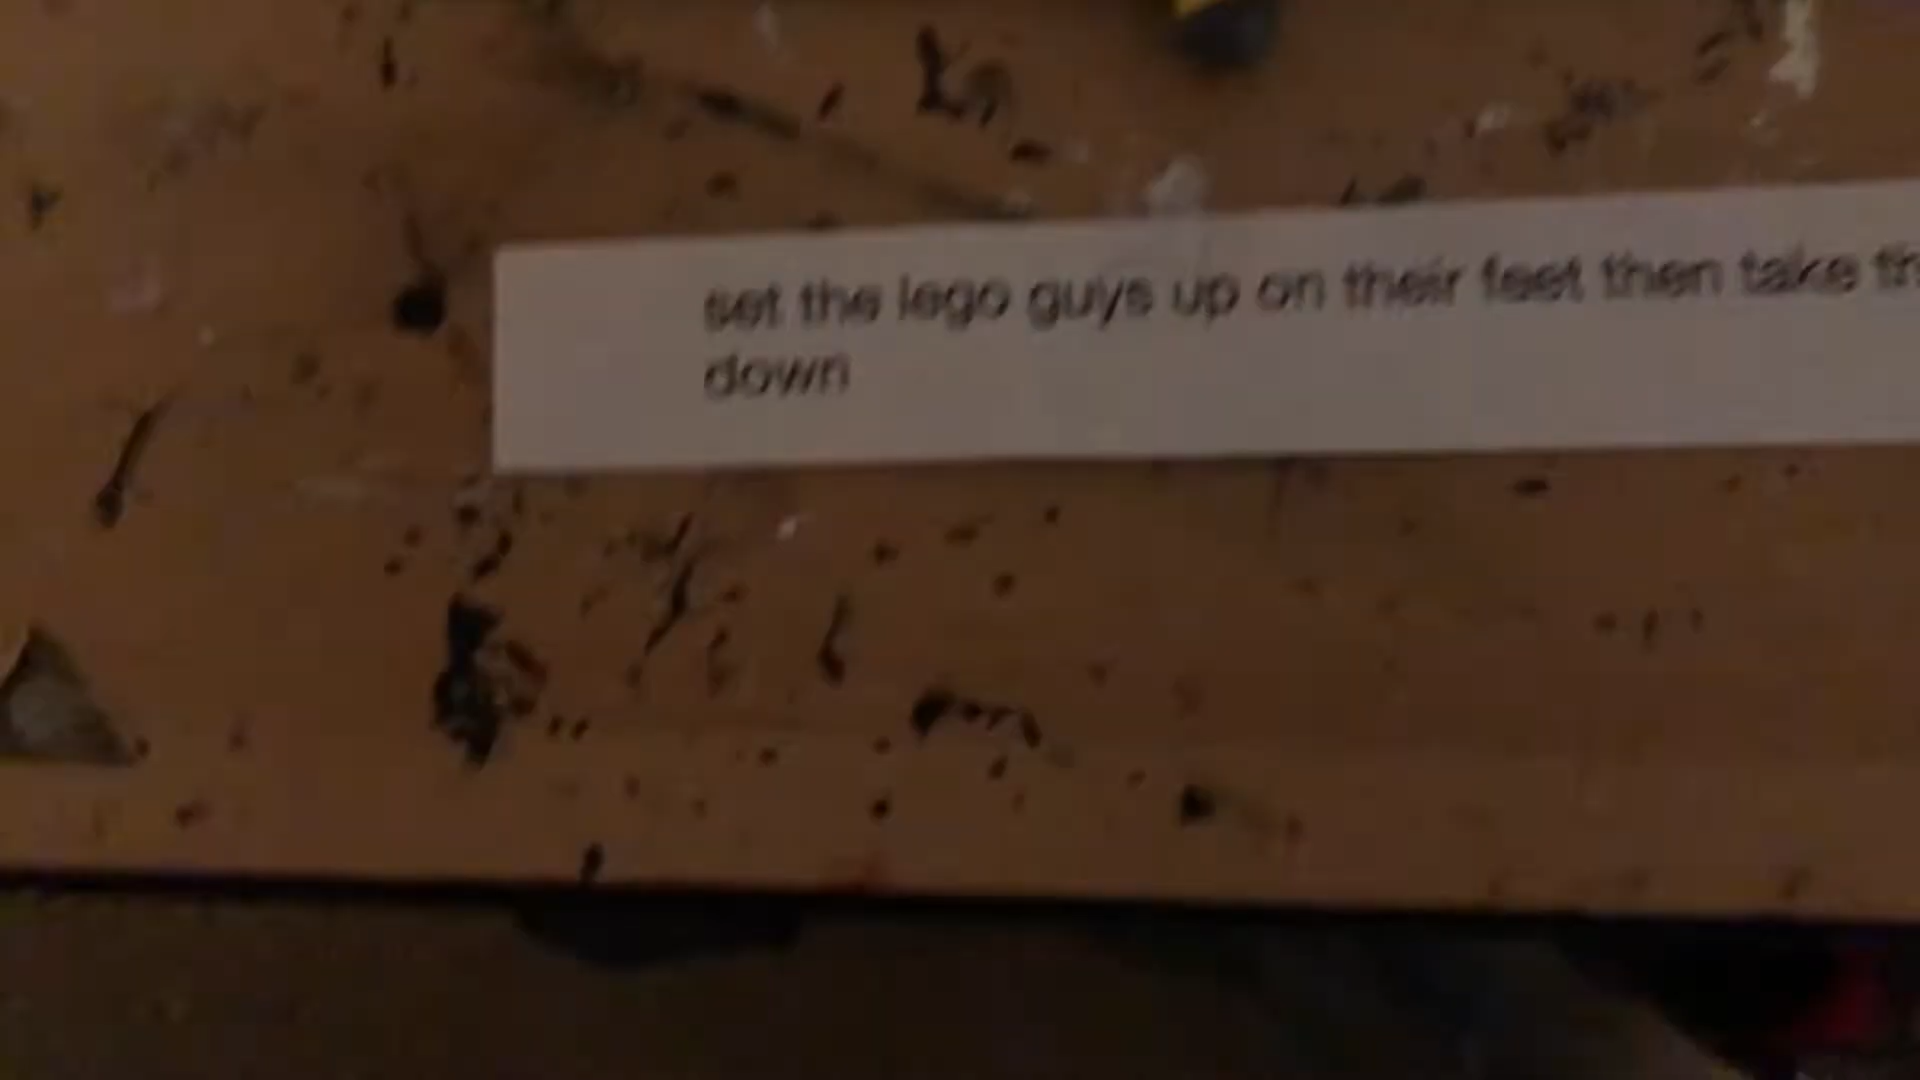 set the lego guys up on their feet then take
down